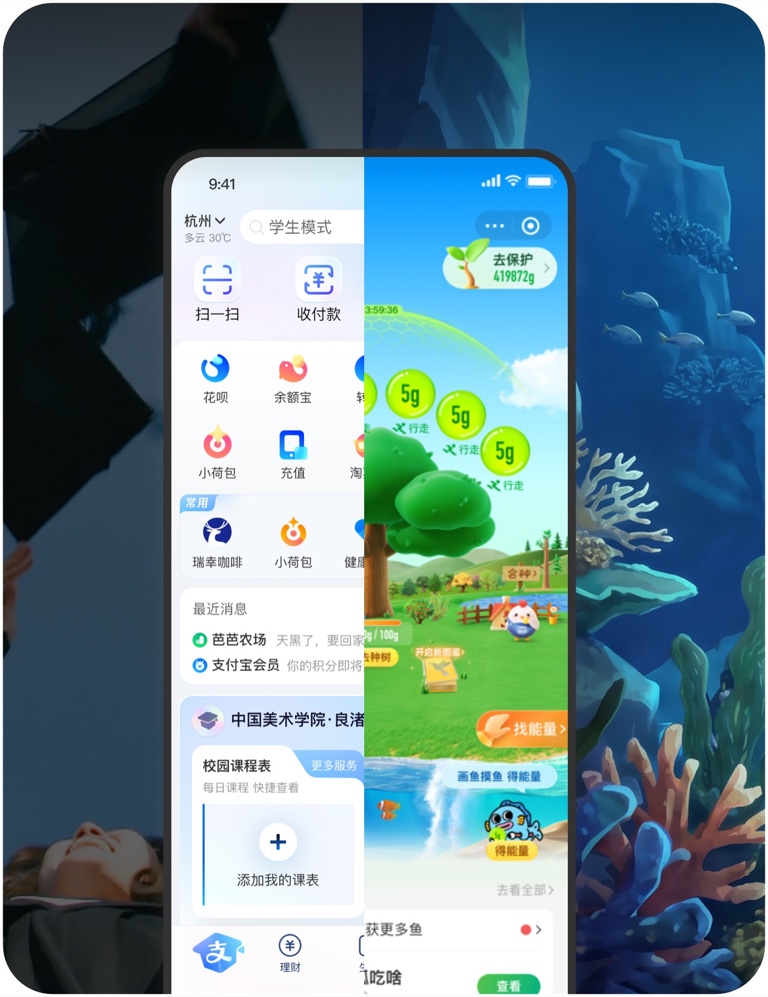 9:41
杭州
多云 30℃
学生模式
扫一扫
收付款
花呗
余额宝
小荷包
充值
淘
常用
瑞幸咖啡
小荷包
健康
最近消息
芭芭农场 天黑了，要回家
支付宝会员 你的积分即将
中国美术学院·良渚
校园课程表
更多服务
每日课程 快捷查看
添加我的课表
支
理财
去保护
419872g
3:59:36
5g
5g
5g
行走
行走
行走
合种
g / 100g
去种树
开启新图鉴
找能量
画鱼摸鱼 得能量
得能量
去看全部
获更多鱼
吃啥
查看